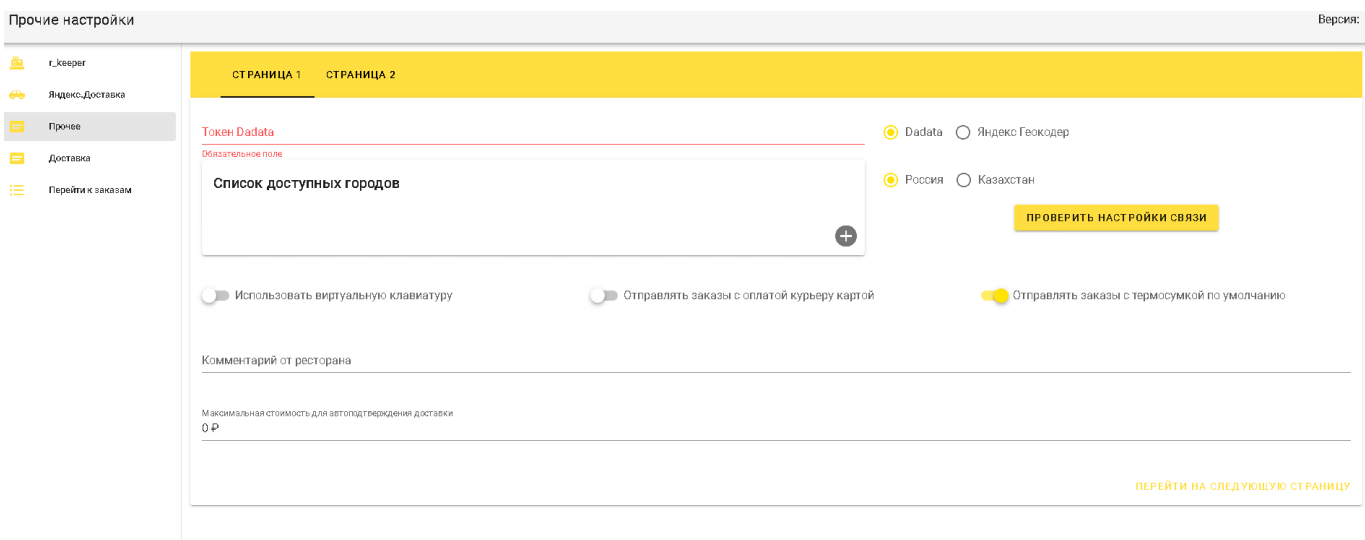 Прочие настройки
Версия:
r_keeper
Яндекс.Доставка
Прочее
Доставка
Перейти к заказам
СТРАНИЦА 1
СТРАНИЦА 2
Токен Dadata
Обязательное поле
Dadata
Яндекс Геокодер
Список доступных городов
Россия
Казахстан
ПРОВЕРИТЬ НАСТРОЙКИ СВЯЗИ
Использовать виртуальную клавиатуру
Отправлять заказы с оплатой курьеру картой
Отправлять заказы с термосумкой по умолчанию
Комментарий от ресторана
Максимальная стоимость для автоподтверждения доставки
0 ₽
ПЕРЕЙТИ НА СЛЕДУЮЩУЮ СТРАНИЦУ